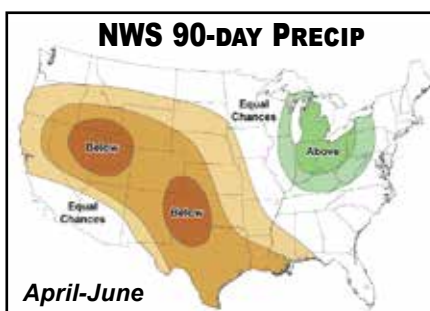 NWS 90-DAY PRECIP
Equal
Chances
Above
Below
Below
Equal
Chances
April-June